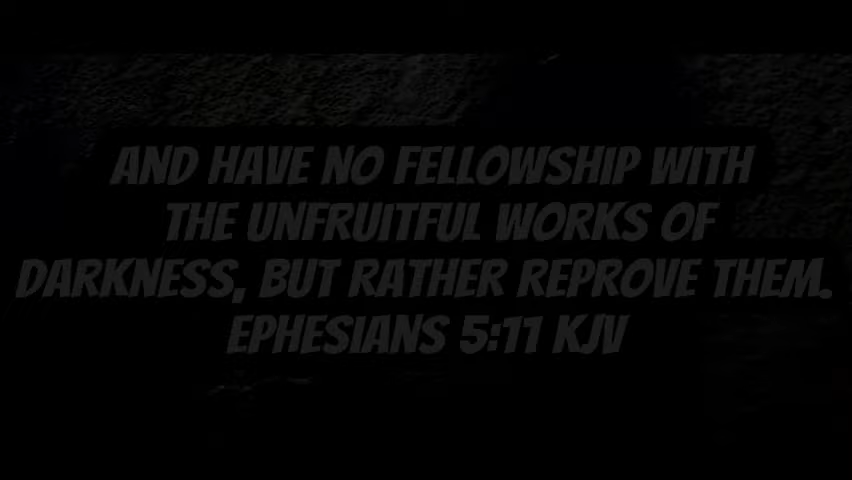 AND HAVE NO FELLOWSHIP WITH
THE UNFRUITFUL WORKS OF
DARKNESS, BUT RATHER REPROVE THEM.
EPHESIANS 5:11 KJV